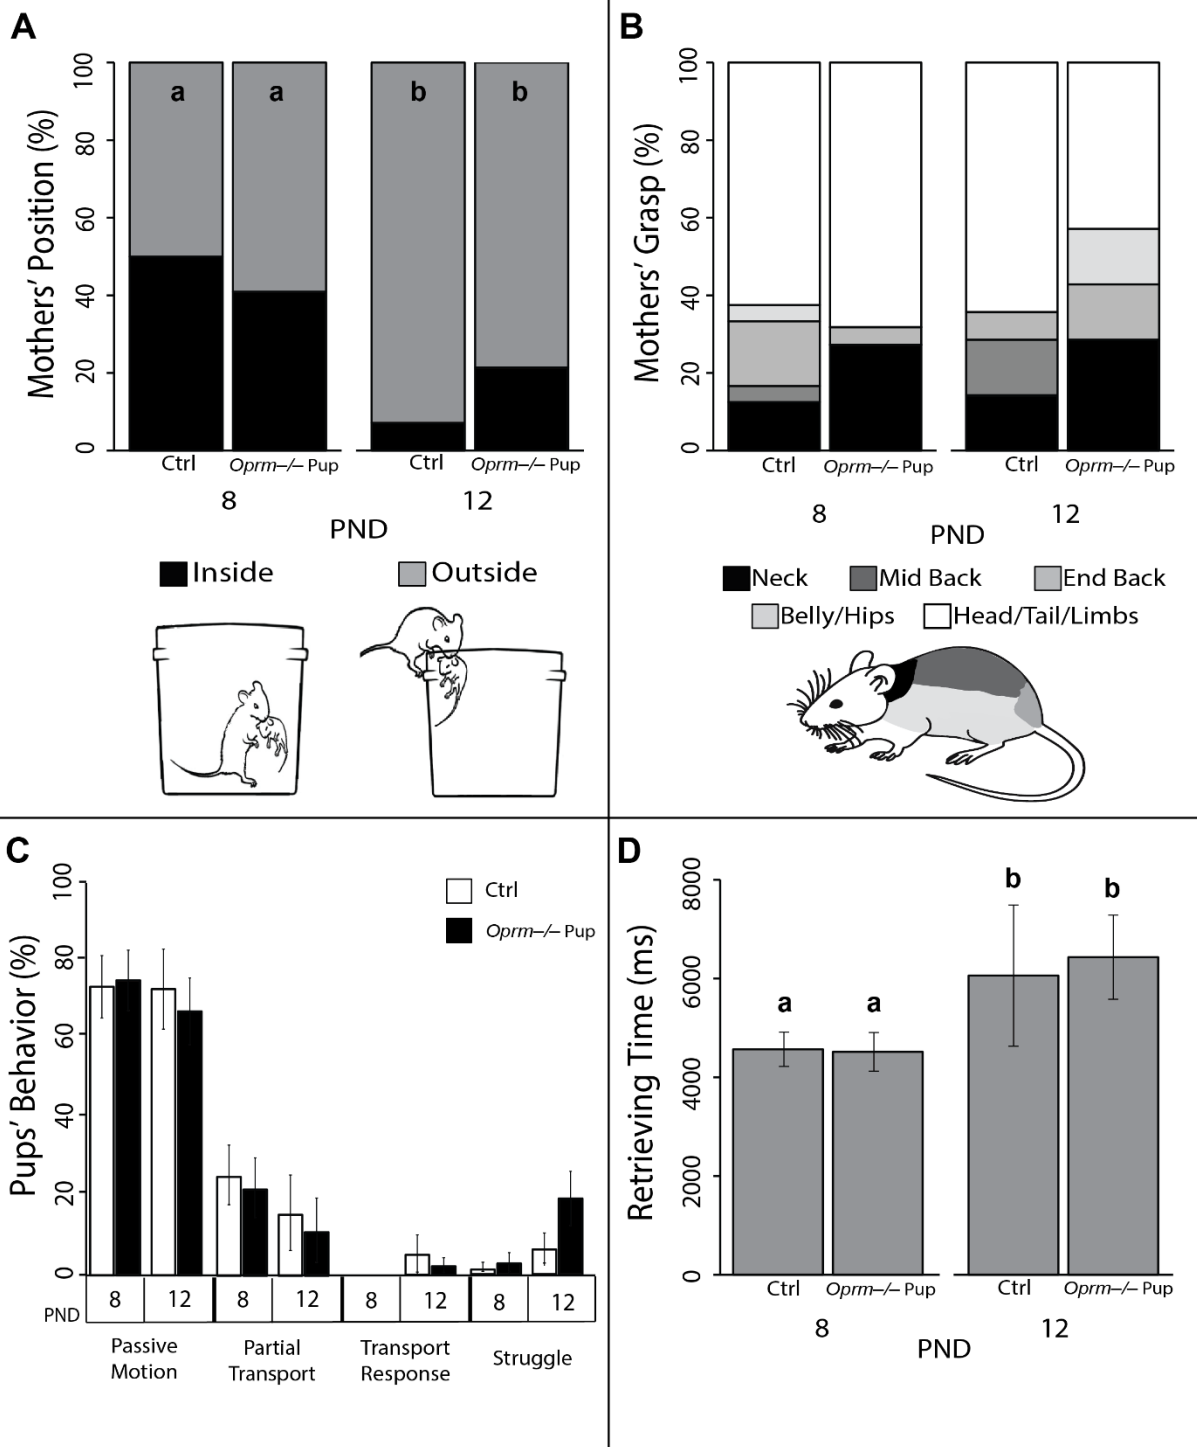 A
Mothers' Position (%)
100
80
60
40
20
0
a
a
b
b
Ctrl
Oprm–/– Pup
Ctrl
Oprm–/– Pup
8
12
PND
Inside
Outside
B
Mothers' Grasp (%)
100
80
60
40
20
0
Ctrl
Oprm–/– Pup
Ctrl
Oprm–/– Pup
8
12
PND
Neck
Mid Back
End Back
Belly/Hips
Head/Tail/Limbs
C
Pups' Behavior (%)
100
80
60
40
20
0
Ctrl
Oprm–/– Pup
PND
8
12
8
12
8
12
8
12
Passive
Motion
Partial
Transport
Transport
Response
Struggle
D
Retrieving Time (ms)
8000
6000
4000
2000
0
a
a
b
b
Ctrl
Oprm–/– Pup
Ctrl
Oprm–/– Pup
8
12
PND